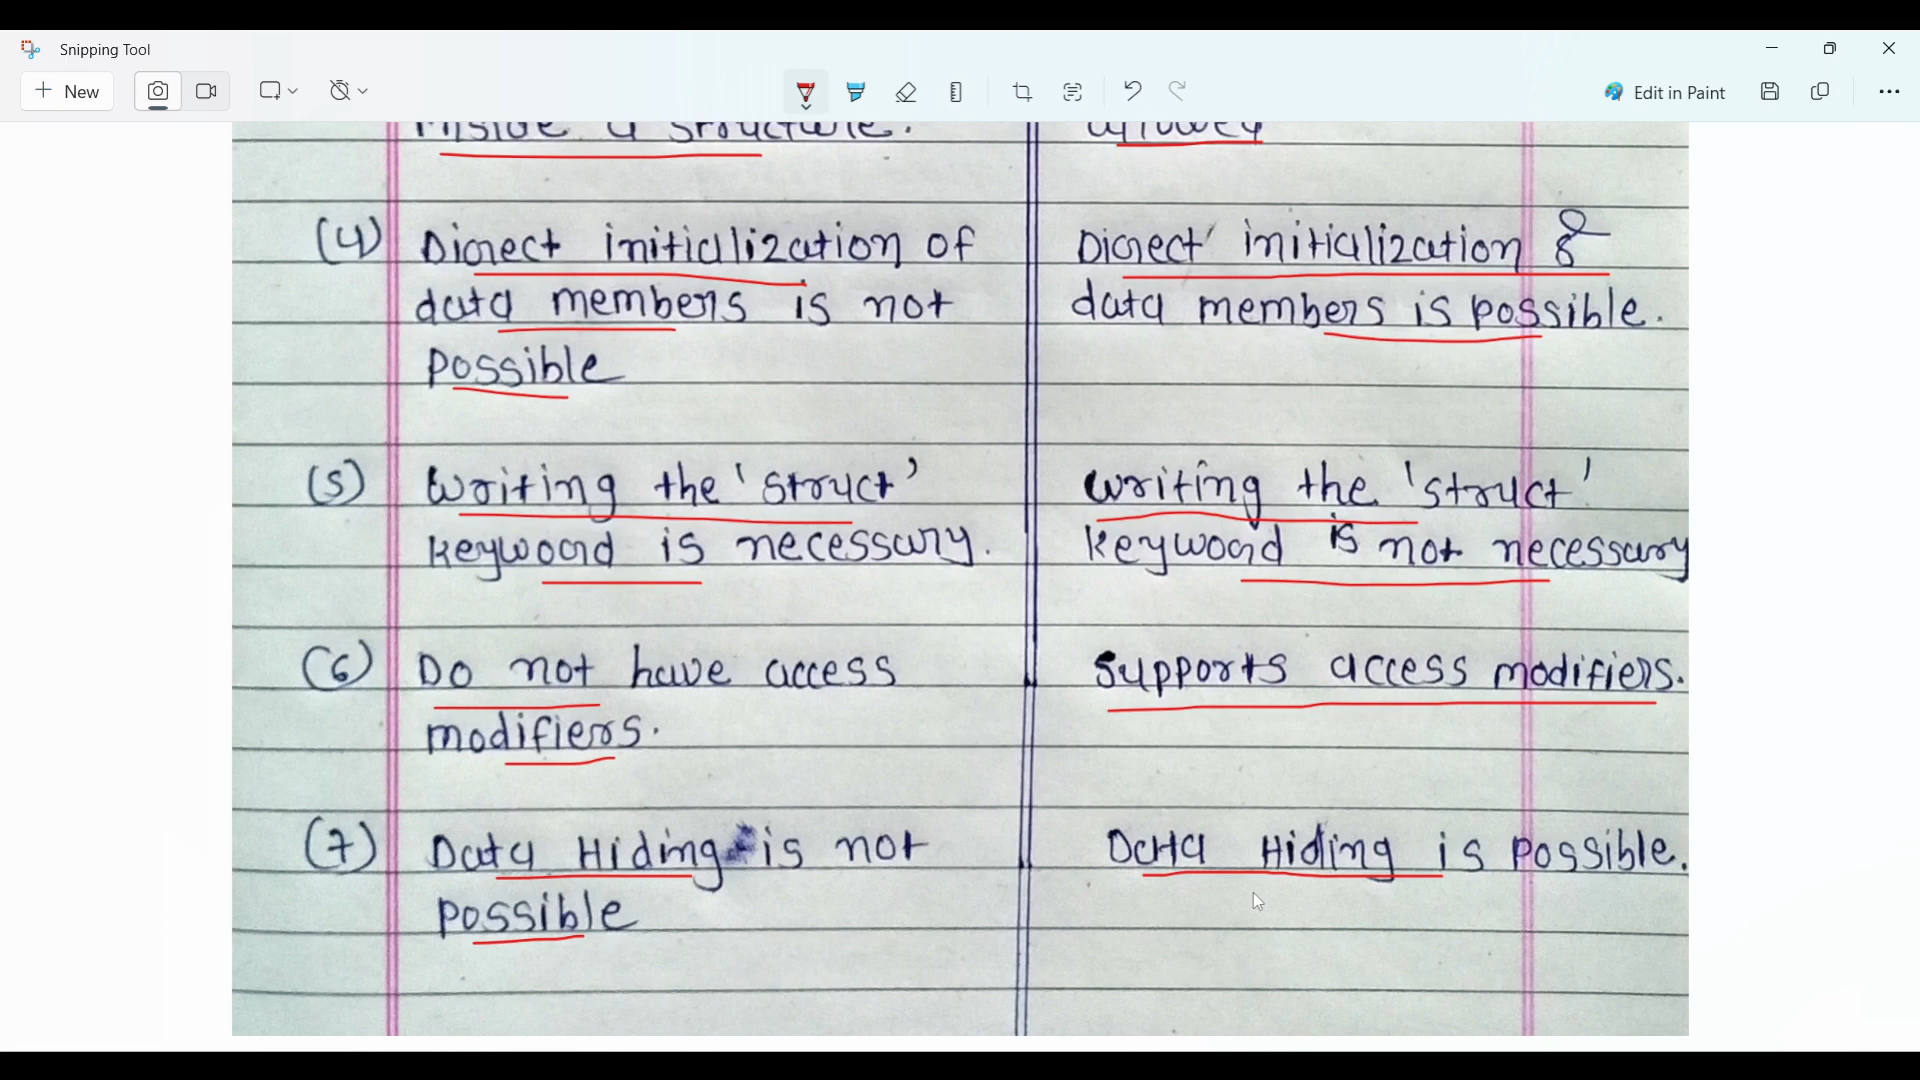 Snipping Tool
New
Edit in Paint
inside a structure.
(4) Direct initialization of
data members is not
possible
Direct initialization of
data members is possible.
(5) Writing the 'struct'
keyword is necessary.
writing the 'struct'
keyword is not necessary
(6) Do not have access
modifiers.
Supports access modifiers.
(7) Data Hiding is not
possible
Data Hiding is possible.